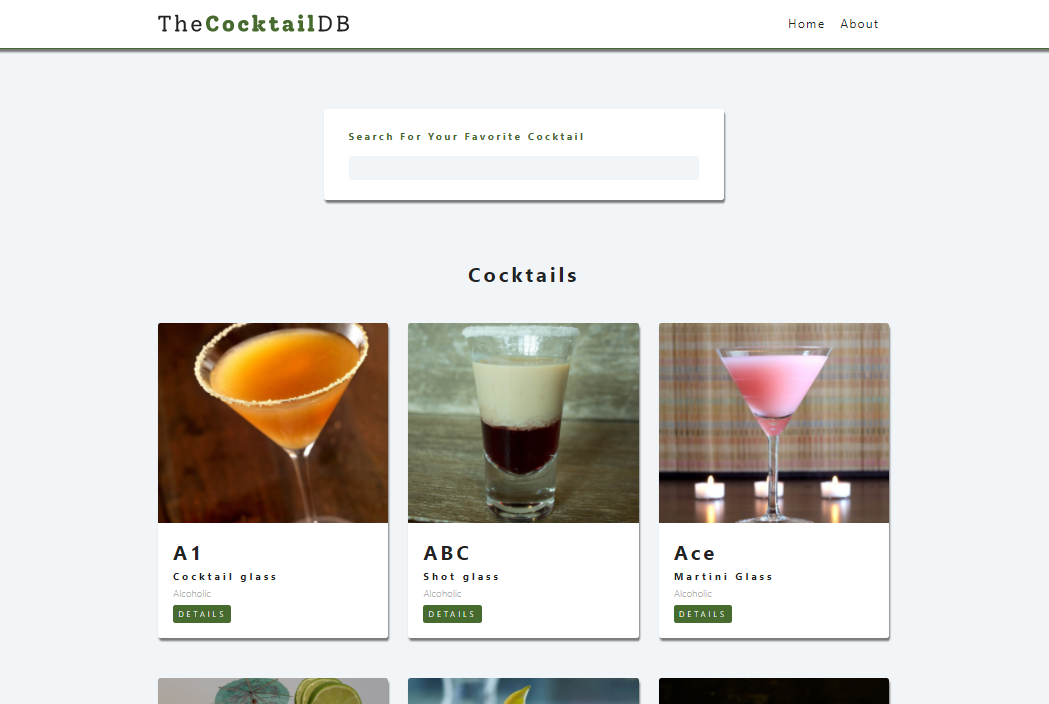 TheCocktailDB
Home About
Search For Your Favorite Cocktail
Cocktails
A1
Cocktail glass
Alcoholic
DETAILS
ABC
Shot glass
Alcoholic
DETAILS
Ace
Martini Glass
Alcoholic
DETAILS